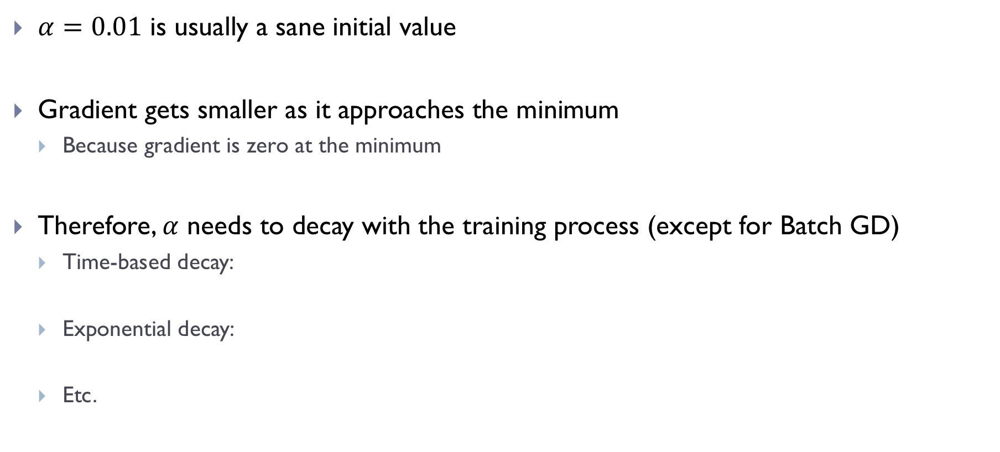 α = 0.01 is usually a sane initial value
Gradient gets smaller as it approaches the minimum
Because gradient is zero at the minimum
Therefore, α needs to decay with the training process (except for Batch GD)
Time-based decay:
Exponential decay:
Etc.